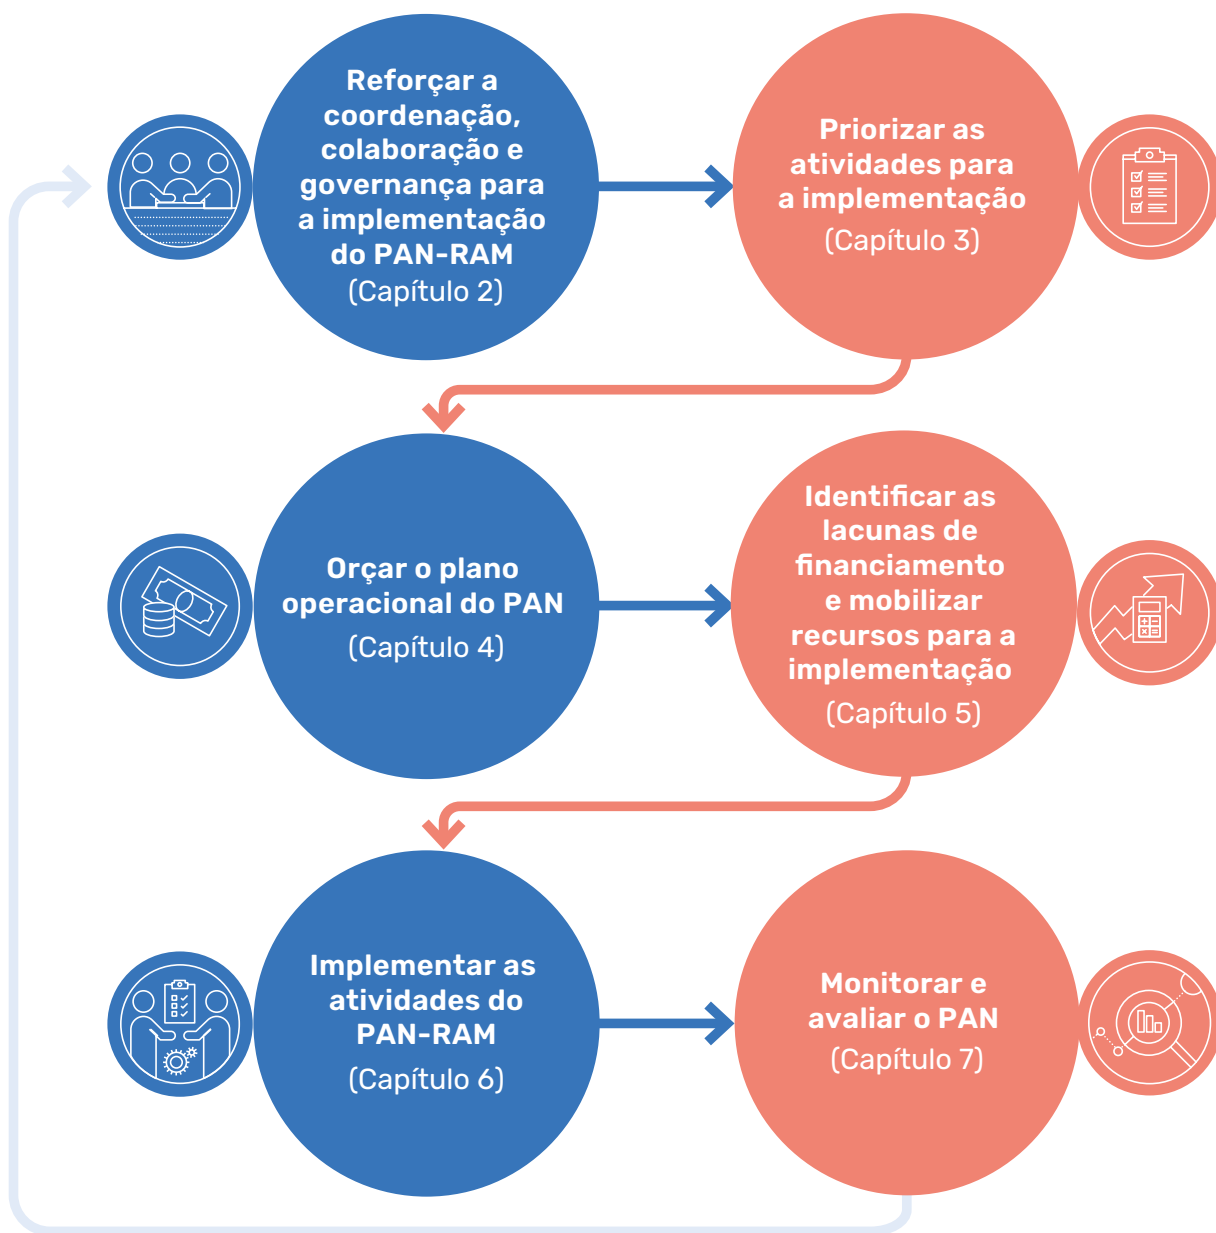 Reforçar a
coordenação,
colaboração e
governança para
a implementação
do PAN-RAM
(Capítulo 2)
Priorizar as
atividades para
a implementação
(Capítulo 3)
Orçar o plano
operacional do PAN
(Capítulo 4)
Identificar as
lacunas de
financiamento
e mobilizar
recursos para a
implementação
(Capítulo 5)
Implementar as
atividades do
PAN-RAM
(Capítulo 6)
Monitorar e
avaliar o PAN
(Capítulo 7)